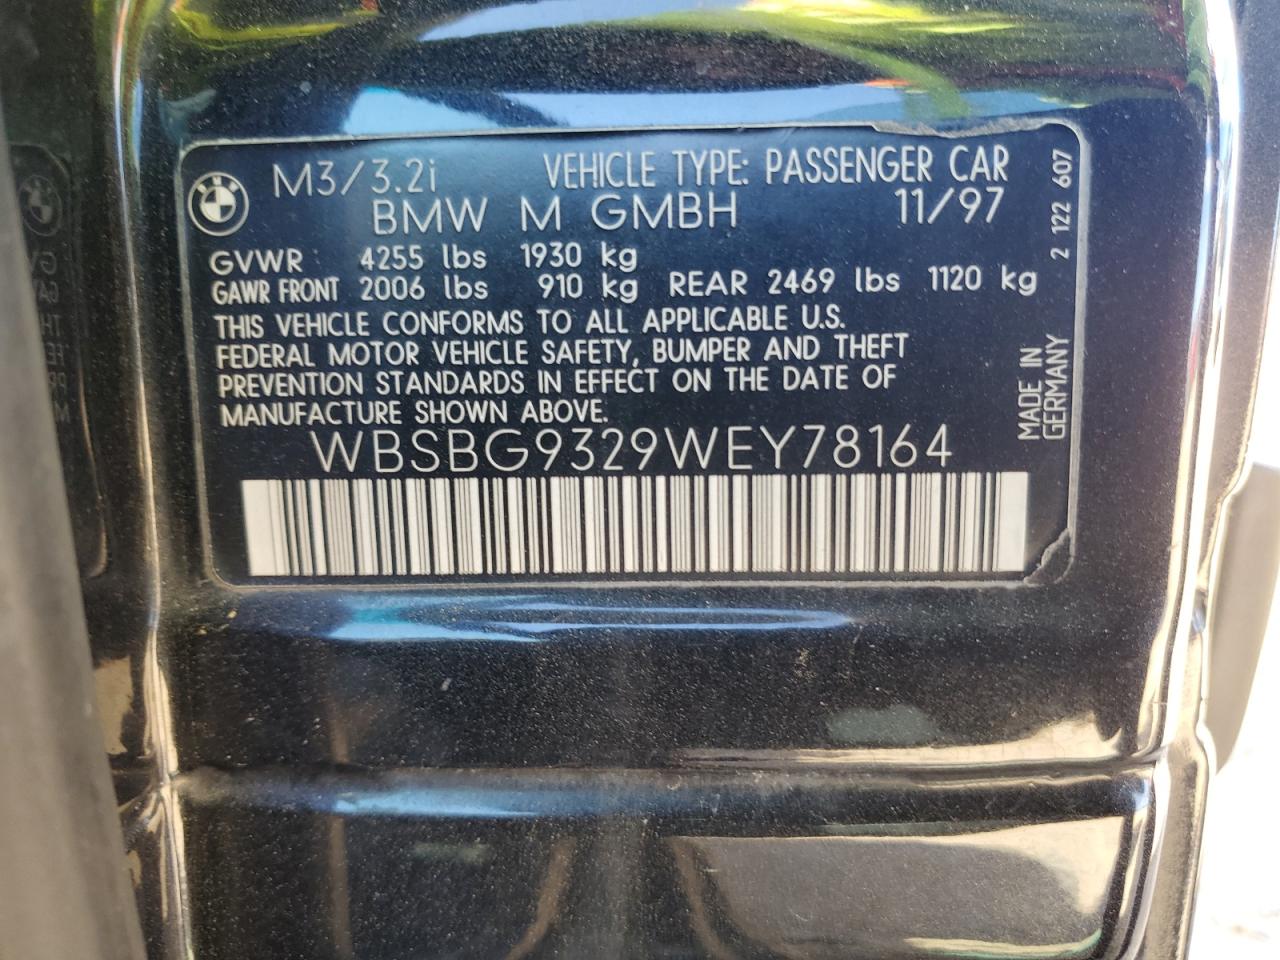 M3/3.2i VEHICLE TYPE: PASSENGER CAR
BMW M GMBH 11/97
GVWR : 4255 lbs 1930 kg
GAWR FRONT 2006 lbs 910 kg REAR 2469 lbs 1120 kg
THIS VEHICLE CONFORMS TO ALL APPLICABLE U.S.
FEDERAL MOTOR VEHICLE SAFETY, BUMPER AND THEFT
PREVENTION STANDARDS IN EFFECT ON THE DATE OF
MANUFACTURE SHOWN ABOVE.
WBSBG9329WEY78164
2 122 607
MADE IN
GERMANY